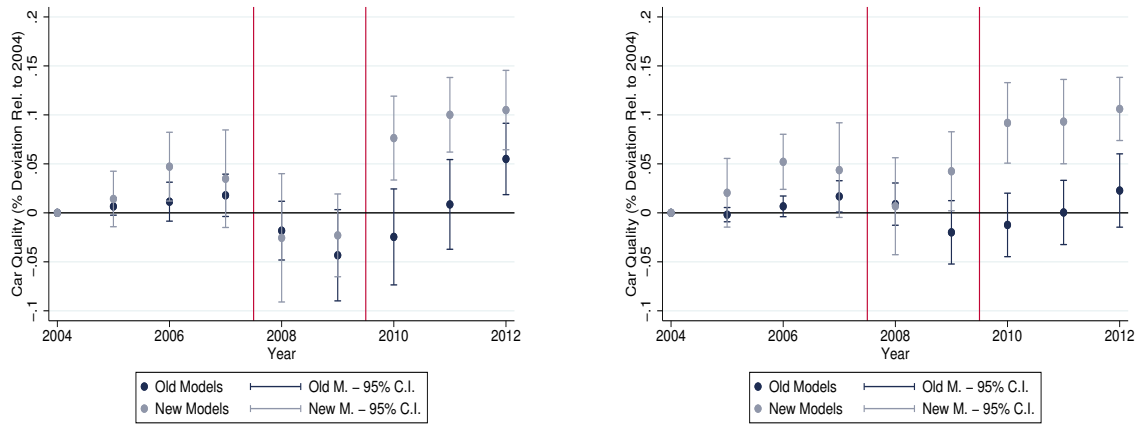 Car Quality (% Deviation Rel. to 2004)
.2
.15
.1
.05
0
−.05
−.1
2004 2006 2008 2010 2012
Year
Old Models Old M. − 95% C.I.
New Models New M. − 95% C.I.
Car Quality (% Deviation Rel. to 2004)
.2
.15
.1
.05
0
−.05
−.1
2004 2006 2008 2010 2012
Year
Old Models Old M. − 95% C.I.
New Models New M. − 95% C.I.